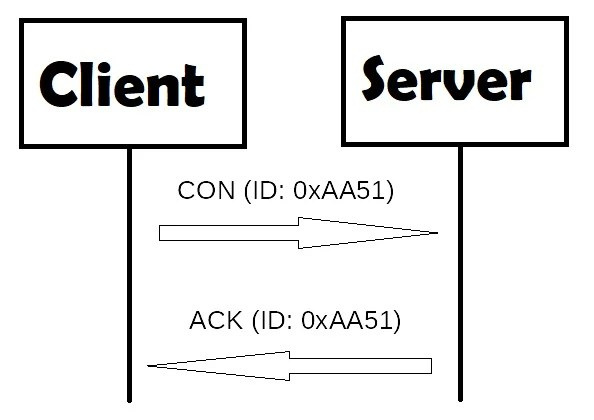 Client
Server
CON (ID: 0xAA51)
ACK (ID: 0xAA51)